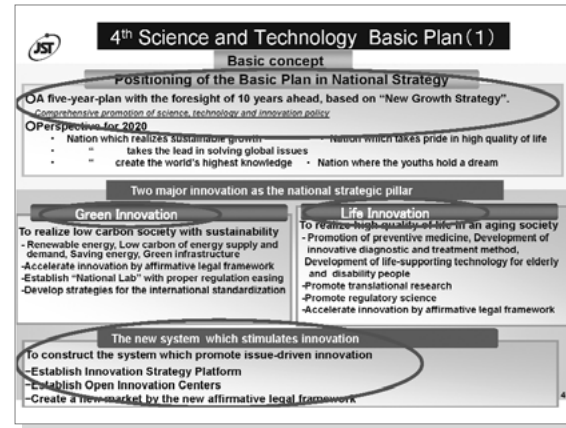 JST
4th Science and Technology Basic Plan(1)
Basic concept
Positioning of the Basic Plan in National Strategy
OA five-year-plan with the foresight of 10 years ahead, based on "New Growth Strategy".
Comprehensive promotion of science, technology and innovation policy
OPerspective for 2020
・ Nation which realizes sustainable growth ・ Nation which takes pride in high quality of life
・ " takes the lead in solving global issues
・ " create the world's highest knowledge ・ Nation where the youths hold a dream
Two major innovation as the national strategic pillar
Green Innovation
To realize low carbon society with sustainability
- Renewable energy, Low carbon of energy supply and
demand, Saving energy, Green infrastructure
-Accelerate innovation by affirmative legal framework
-Establish "National Lab" with proper regulation easing
-Develop strategies for the international standardization
Life Innovation
To realize high quality of life in an aging society
- Promotion of preventive medicine, Development of
innovative diagnostic and treatment method,
Development of life-supporting technology for elderly
and disability people
-Promote translational research
-Promote regulatory science
-Accelerate innovation by affirmative legal framework
The new system which stimulates innovation
To construct the system which promote issue-driven innovation
−Establish Innovation Strategy Platform
−Establish Open Innovation Centers
−Create a new market by the new affirmative legal framework
4